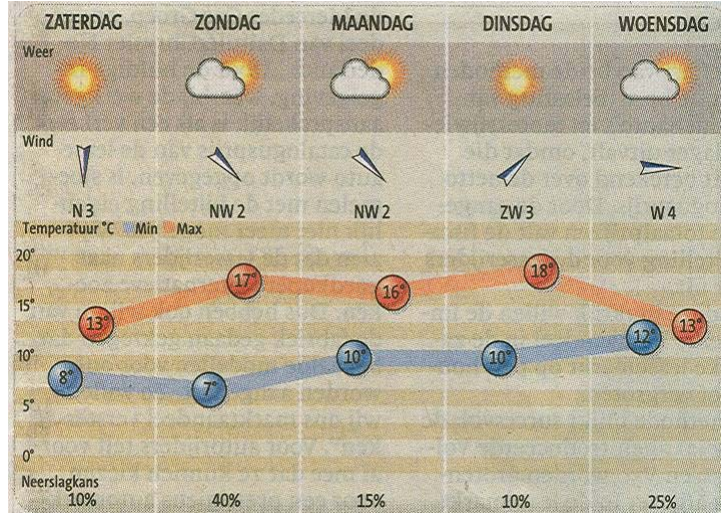 ZATERDAG ZONDAG MAANDAG DINSDAG WOENSDAG
Weer
Wind
N 3 NW 2 NW 2 ZW 3 W 4
Temperatuur °C Min Max
20°
17° 18°
16°
15°
13° 13°
12°
10° 10° 10°
8° 7°
5°
0°
Neerslagkans
10% 40% 15% 10% 25%